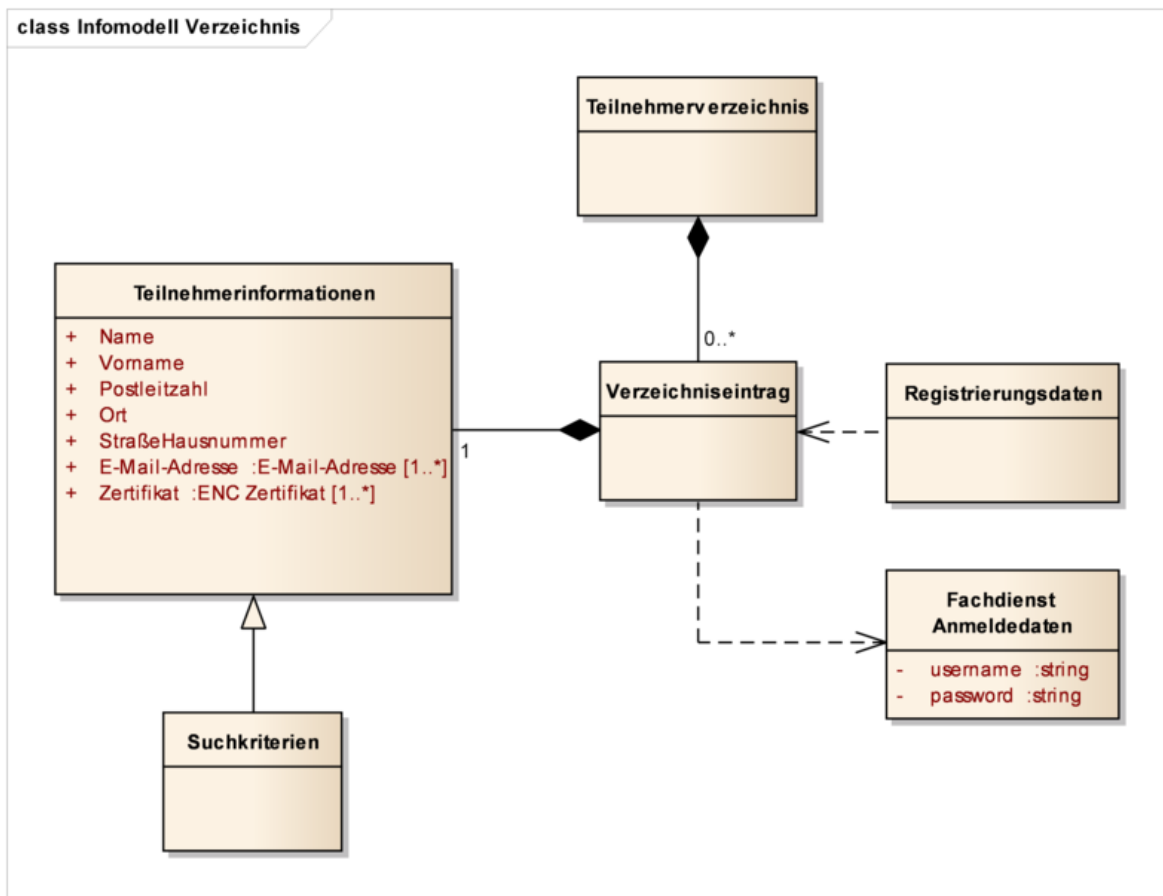 class Infomodell Verzeichnis
Teilnehmerverzeichnis
0..*
Teilnehmerinformationen
+ Name
+ Vorname
+ Postleitzahl
+ Ort
+ StraßeHausnummer
+ E-Mail-Adresse :E-Mail-Adresse [1..*]
+ Zertifikat :ENC Zertifikat [1..*]
1
Verzeichniseintrag
Registrierungsdaten
Fachdienst
Anmeldedaten
- username :string
- password :string
Suchkriterien